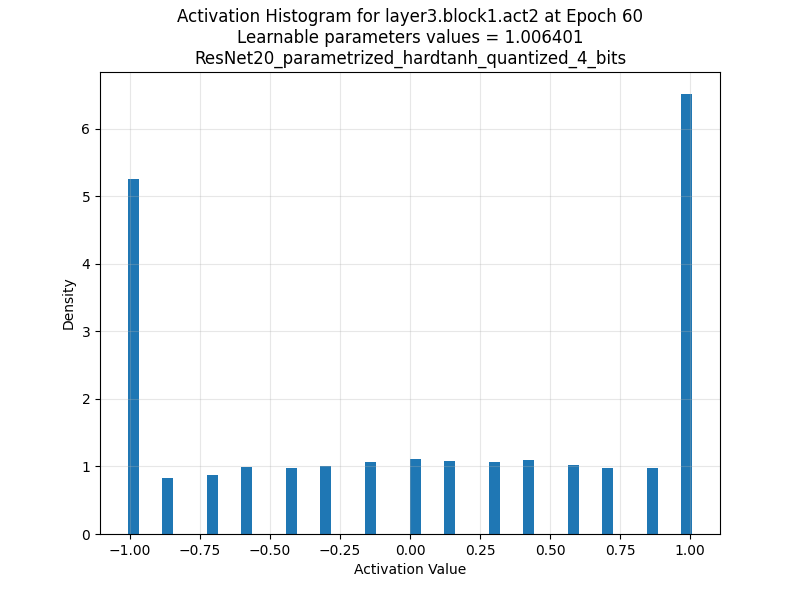 Activation Histogram for layer3.block1.act2 at Epoch 60
Learnable parameters values = 1.006401
ResNet20_parametrized_hardtanh_quantized_4_bits
Density
6
5
4
3
2
1
0
−1.00 −0.75 −0.50 −0.25 0.00 0.25 0.50 0.75 1.00
Activation Value